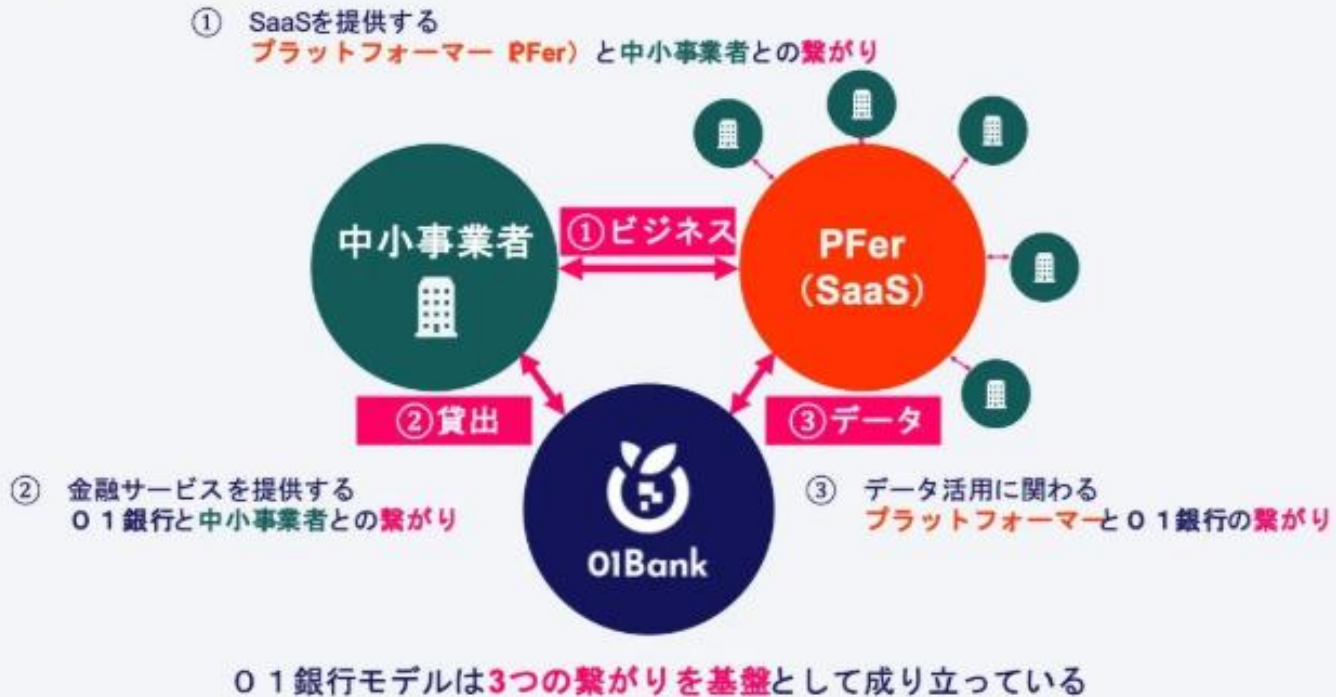 ① SaaSを提供する
プラットフォーマー（PFer）と中小事業者との繋がり
中小事業者
①ビジネス
PFer
（SaaS）
②貸出
③データ
② 金融サービスを提供する
０１銀行と中小事業者との繋がり
01Bank
③ データ活用に関わる
プラットフォーマーと０１銀行の繋がり
０１銀行モデルは3つの繋がりを基盤として成り立っている